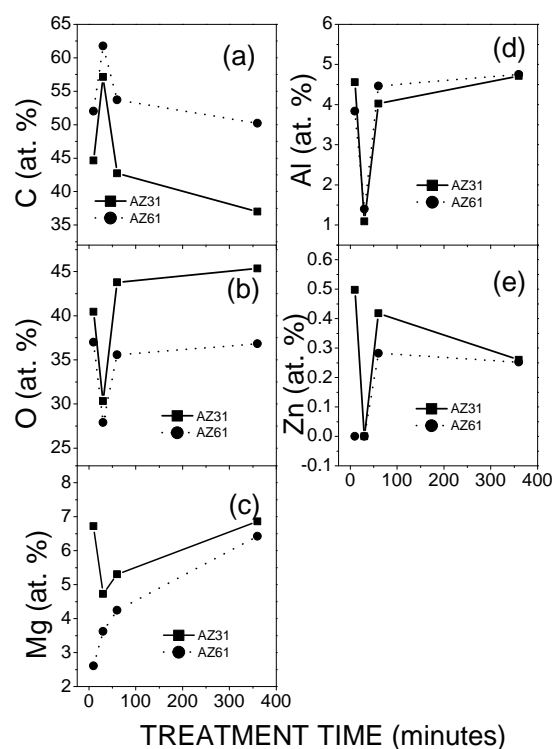 C (at. %)
65
60
55
50
45
40
35
(a)
AZ31
AZ61
O (at. %)
45
40
35
30
25
(b)
AZ31
AZ61
Mg (at. %)
8
7
6
5
4
3
2
(c)
AZ31
AZ61
0 100 200 300 400
Al (at. %)
6
5
4
3
2
1
(d)
AZ31
AZ61
Zn (at. %)
0.6
0.5
0.4
0.3
0.2
0.1
0.0
-0.1
(e)
AZ31
AZ61
0 100 200 300 400
TREATMENT TIME (minutes)